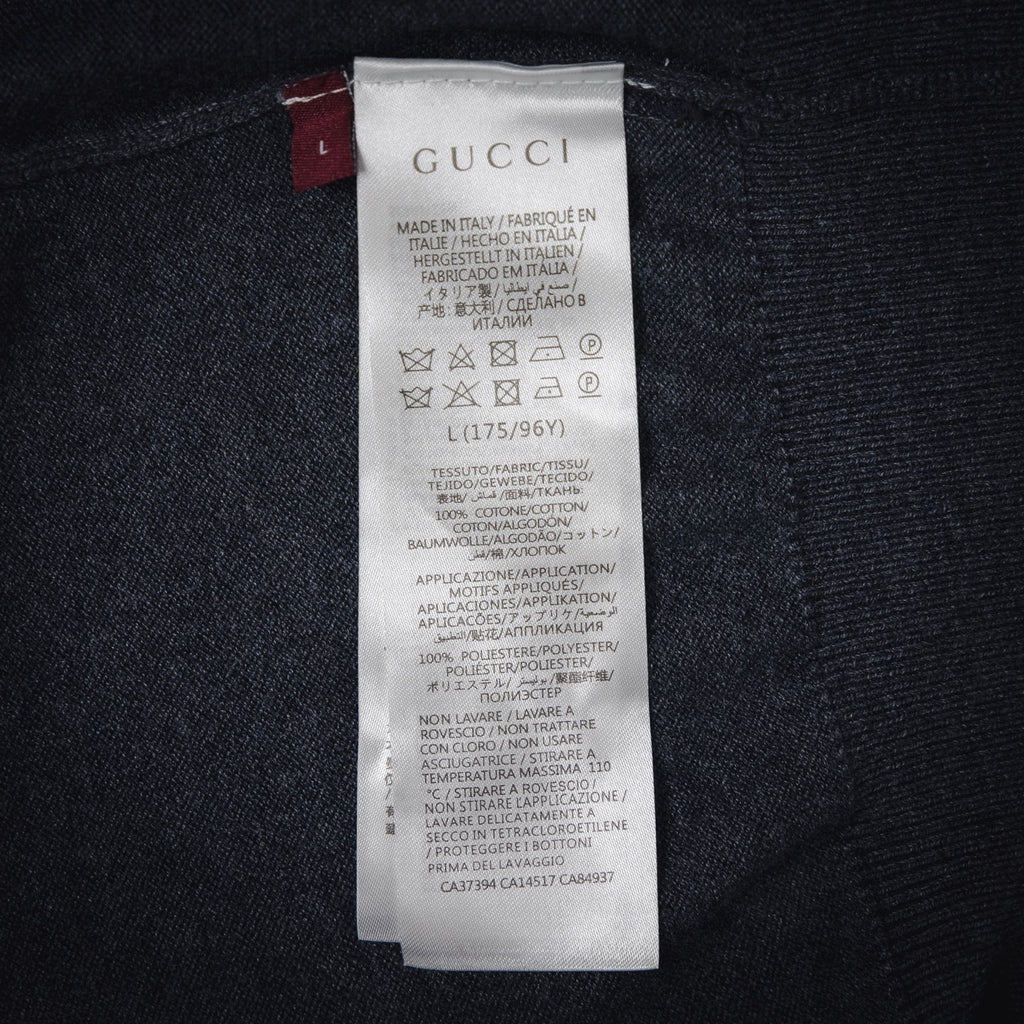 L
GUCCI
MADE IN ITALY / FABRIQUÉ EN
ITALIE / HECHO EN ITALIA /
HERGESTELLT IN ITALIEN /
FABRICADO EM ITÁLIA /
イタリア製 / صنع في ايطاليا /
产地: 意大利 / СДЕЛАНО В
ИТАЛИИ
P
P
L (175/96Y)
TESSUTO/FABRIC/TISSU/
TEJIDO/GEWEBE/TECIDO/
表地/ قماش /面料/ТКАНЬ:
100% COTONE/COTTON/
COTON/ALGODÓN/
BAUMWOLLE/ALGODÃO/コットン/
قطن/棉/ХЛОПОК
APPLICAZIONE/APPLICATION/
MOTIFS APPLIQUÉS/
APLICACIONES/APPLIKATION/
APLICAÇÕES/アップリケ/الوضعية
التطبيق/贴花/АППЛИКАЦИЯ
100% POLIESTERE/POLYESTER/
POLIÉSTER/POLIESTER/
ポリエステル/ بوليستر /聚酯纤维/
ПОЛИЭСТЕР
NON LAVARE / LAVARE A
ROVESCIO / NON TRATTARE
CON CLORO / NON USARE
ASCIUGATRICE / STIRARE A
TEMPERATURA MASSIMA 110
°C / STIRARE A ROVESCIO /
NON STIRARE L'APPLICAZIONE /
LAVARE DELICATAMENTE A
SECCO IN TETRACLOROETILENE
/ PROTEGGERE I BOTTONI
PRIMA DEL LAVAGGIO
CA37394 CA14517 CA84937